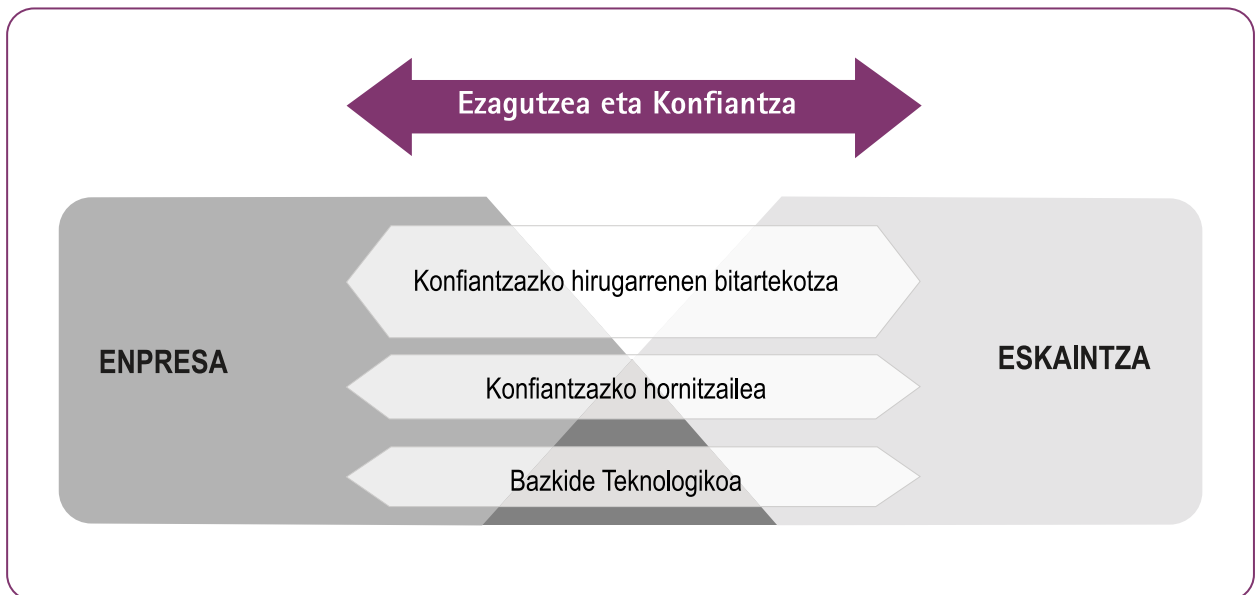 Ezagutzea eta Konfiantza
Konfiantzazko hirugarrenen bitartekotza
ENPRESA
ESKAINTZA
Konfiantzazko hornitzailea
Bazkide Teknologikoa